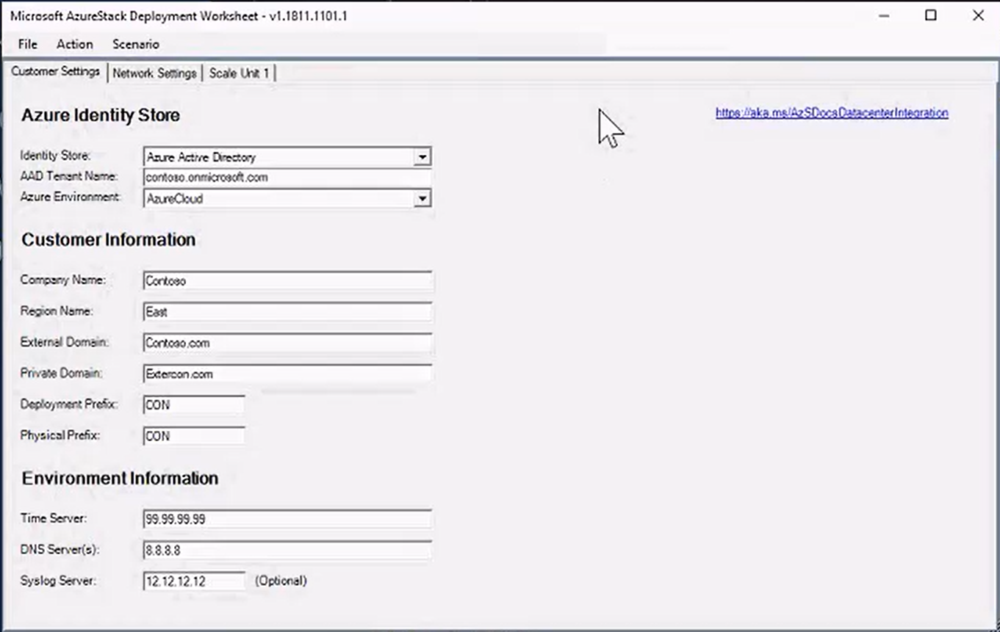 Microsoft AzureStack Deployment Worksheet - v1.1811.1101.1
File Action Scenario
Customer Settings Network Settings Scale Unit 1
Azure Identity Store
https://aka.ms/AzSDocsDatacenterIntegration
Identity Store: Azure Active Directory
AAD Tenant Name: contoso.onmicrosoft.com
Azure Environment: AzureCloud
Customer Information
Company Name: Contoso
Region Name: East
External Domain: Contoso.com
Private Domain: Extercon.com
Deployment Prefix: CON
Physical Prefix: CON
Environment Information
Time Server: 99.99.99.99
DNS Server(s): 8.8.8.8
Syslog Server: 12.12.12.12 (Optional)